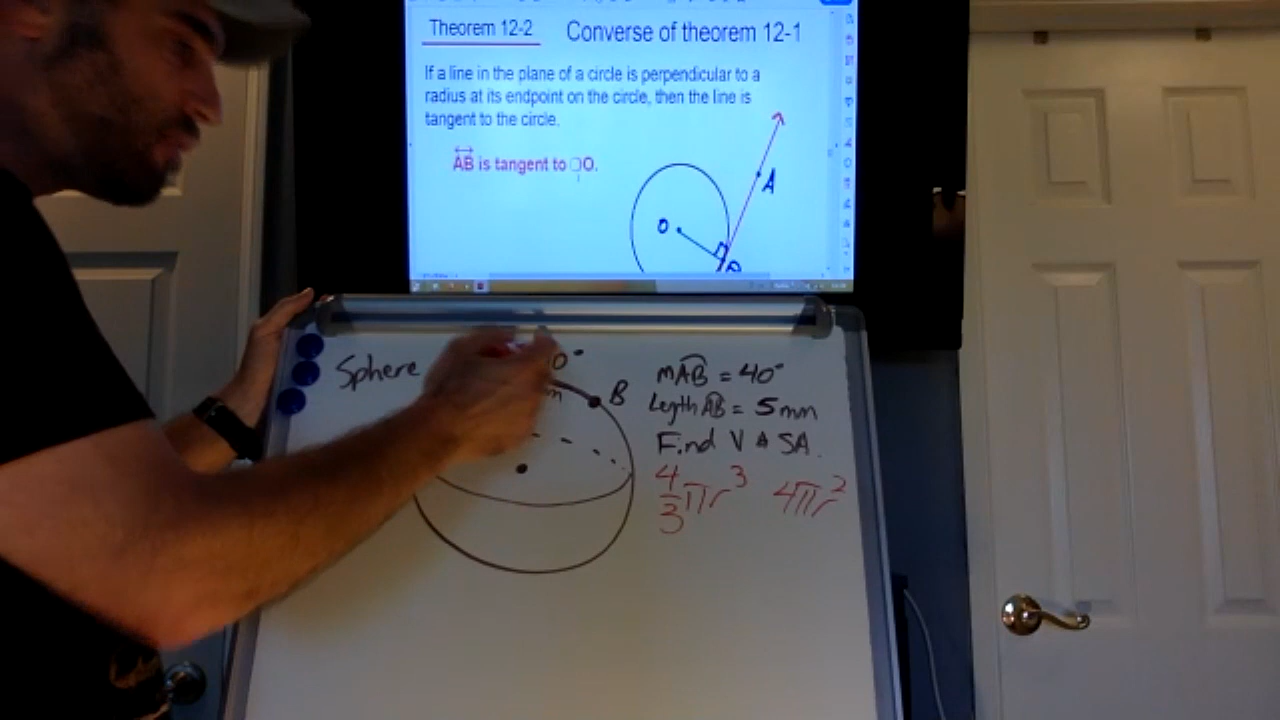 Theorem 12-2 Converse of theorem 12-1
If a line in the plane of a circle is perpendicular to a
radius at its endpoint on the circle, then the line is
tangent to the circle.
AB is tangent to O.
A
O
Sphere
B
mAB = 40°
Length AB = 5mm
Find V & SA.
4/3 πr³ 4πr²